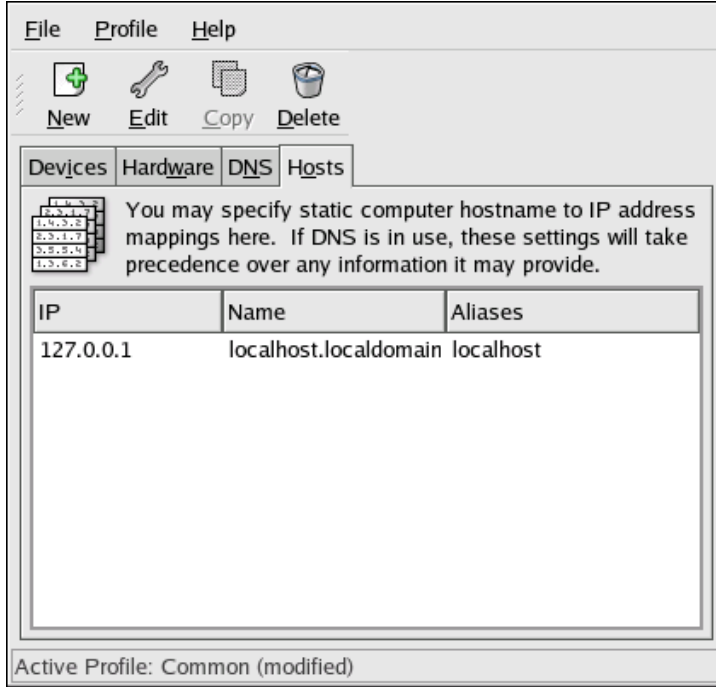 File Profile Help
New Edit Copy Delete
Devices Hardware DNS Hosts
You may specify static computer hostname to IP address
mappings here. If DNS is in use, these settings will take
precedence over any information it may provide.
IP Name Aliases
127.0.0.1 localhost.localdomain localhost
Active Profile: Common (modified)